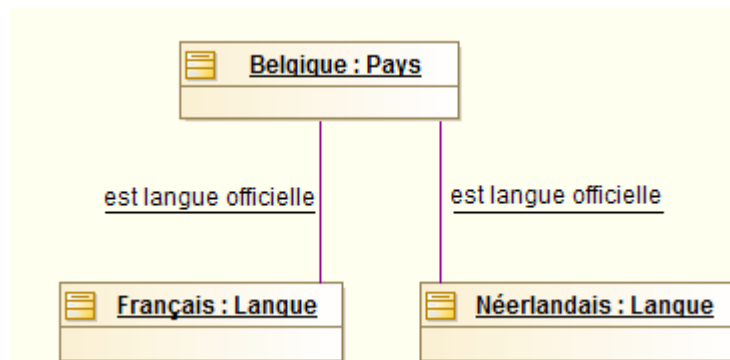 Belgique : Pays
est langue officielle
est langue officielle
Français : Langue
Néerlandais : Langue